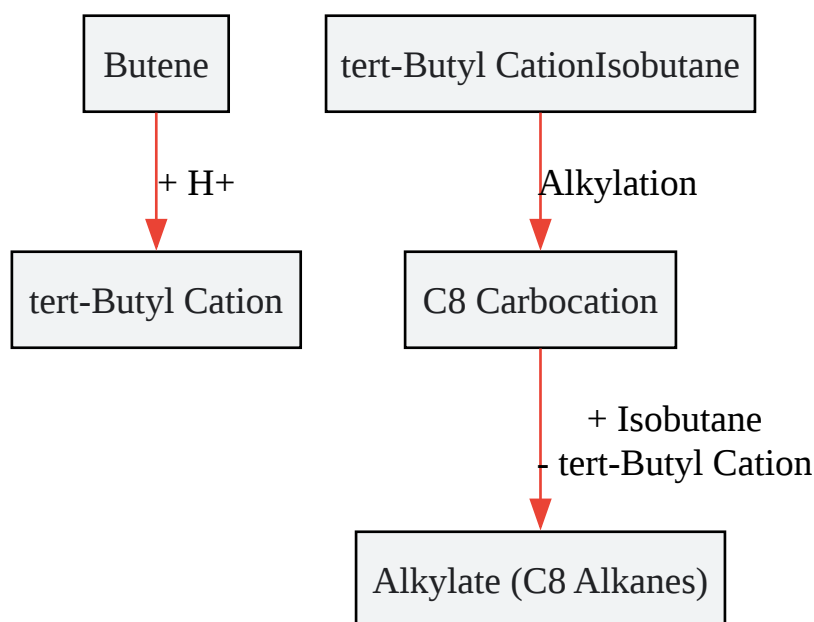 Butene
tert-Butyl CationIsobutane
+ H+
Alkylation
tert-Butyl Cation
C8 Carbocation
+ Isobutane
- tert-Butyl Cation
Alkylate (C8 Alkanes)